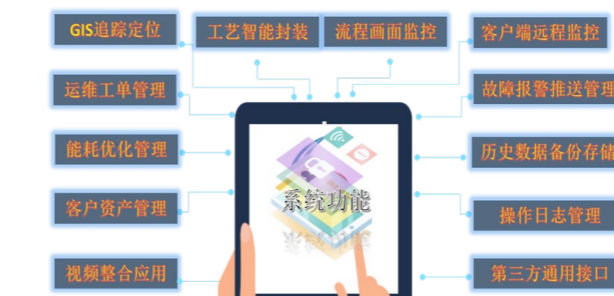 GIS追踪定位
工艺智能封装
流程画面监控
客户端远程监控
运维工单管理
故障报警推送管理
能耗优化管理
历史数据备份存储
客户资产管理
系统功能
操作日志管理
视频整合应用
第三方通用接口